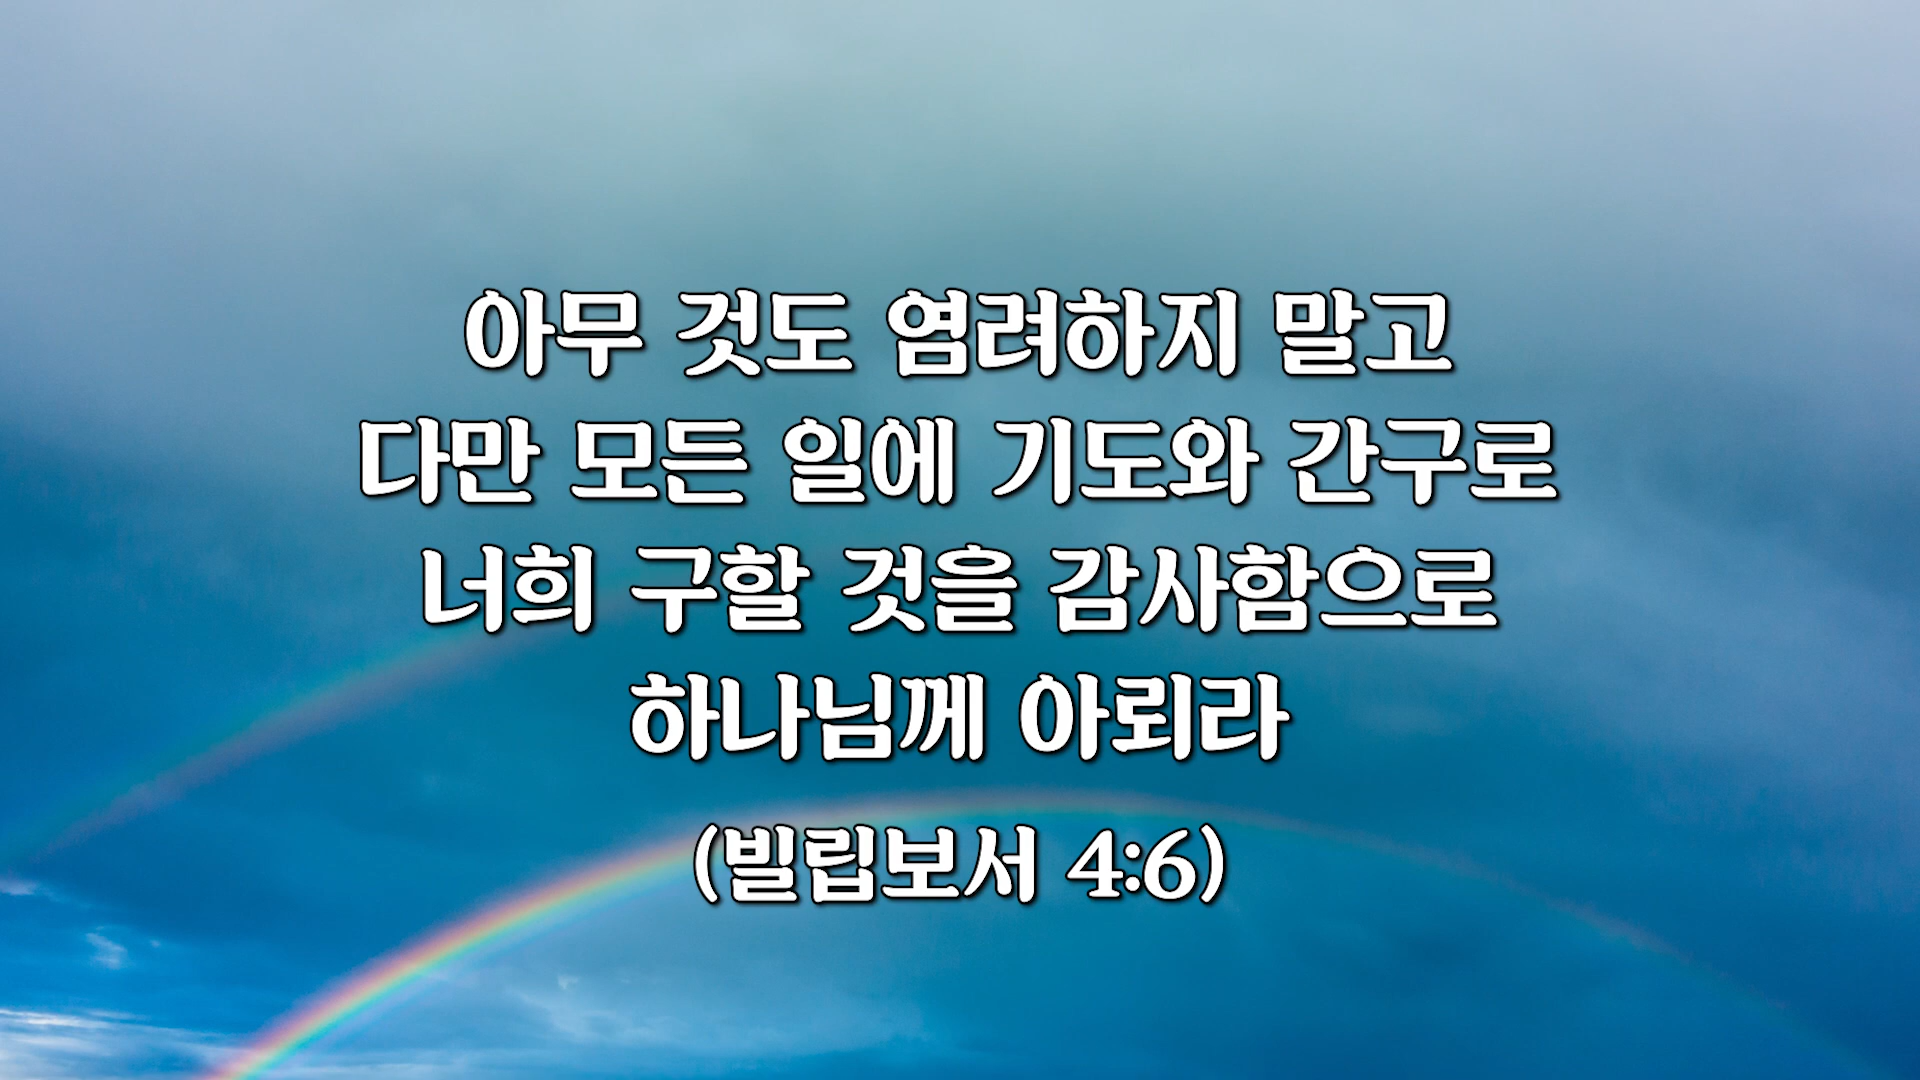 아무 것도 염려하지 말고
다만 모든 일에 기도와 간구로
너희 구할 것을 감사함으로
하나님께 아뢰라
(빌립보서 4:6)